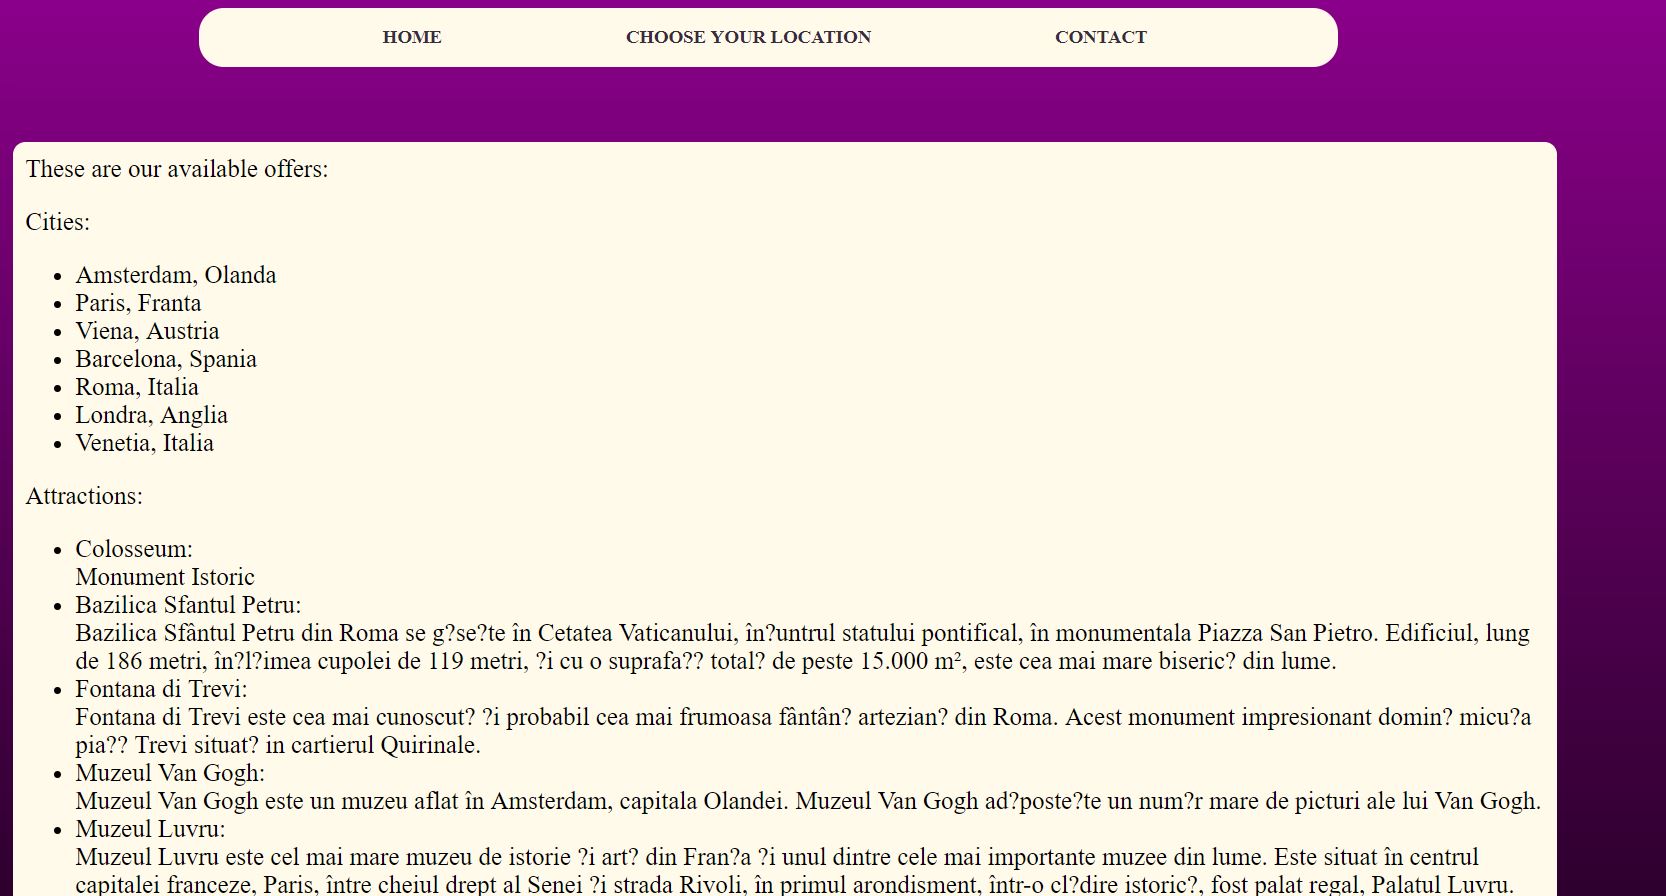 HOME CHOOSE YOUR LOCATION CONTACT
These are our available offers:
Cities:
Amsterdam, Olanda
Paris, Franta
Viena, Austria
Barcelona, Spania
Roma, Italia
Londra, Anglia
Venetia, Italia
Attractions:
Colosseum:
Monument Istoric
Bazilica Sfantul Petru:
Bazilica Sfântul Petru din Roma se g?se?te în Cetatea Vaticanului, în?untrul statului pontifical, în monumentala Piazza San Pietro. Edificiul, lung
de 186 metri, în?l?imea cupolei de 119 metri, ?i cu o suprafa?? total? de peste 15.000 m², este cea mai mare biseric? din lume.
Fontana di Trevi:
Fontana di Trevi este cea mai cunoscut? ?i probabil cea mai frumoasa fântân? artezian? din Roma. Acest monument impresionant domin? micu?a
pia?? Trevi situat? in cartierul Quirinale.
Muzeul Van Gogh:
Muzeul Van Gogh este un muzeu aflat în Amsterdam, capitala Olandei. Muzeul Van Gogh ad?poste?te un num?r mare de picturi ale lui Van Gogh.
Muzeul Luvru:
Muzeul Luvru este cel mai mare muzeu de istorie ?i art? din Fran?a ?i unul dintre cele mai importante muzee din lume. Este situat în centrul
capitalei franceze, Paris, între cheiul drept al Senei ?i strada Rivoli, în primul arondisment, într-o cl?dire istoric?, fost palat regal, Palatul Luvru.